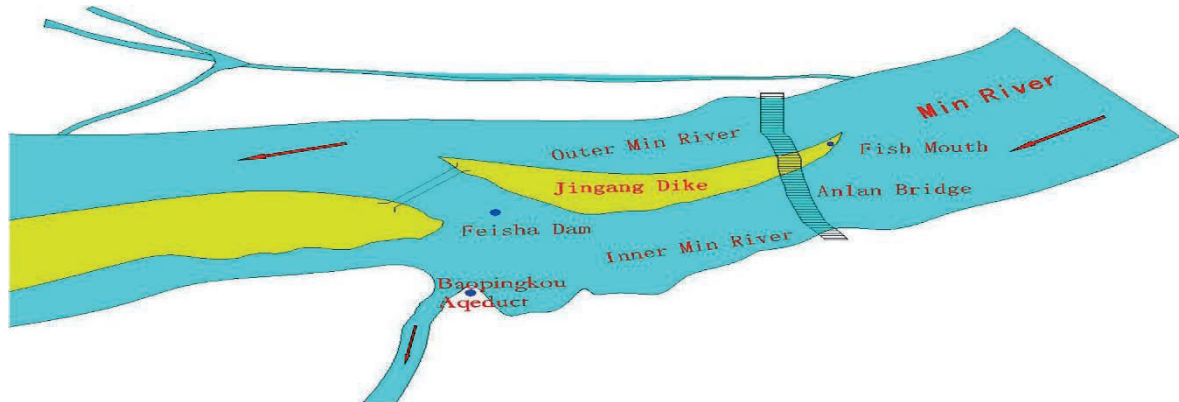 Min River
Outer Min River
Fish Mouth
Jingang Dike
Anlan Bridge
Feisha Dam
Inner Min River
Baopingkou
Aqeduct